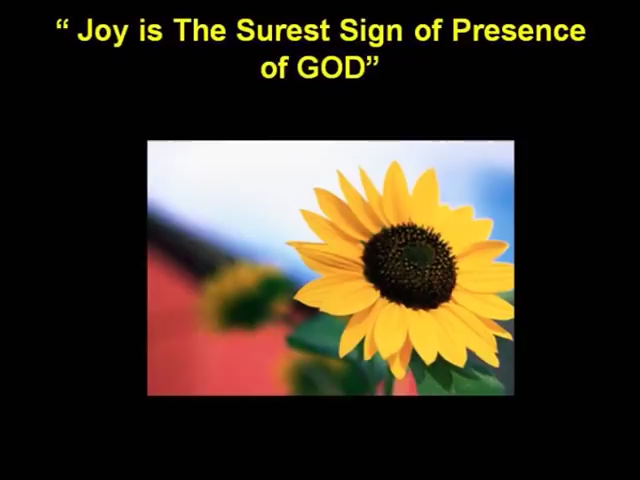 “ Joy is The Surest Sign of Presence
of GOD”